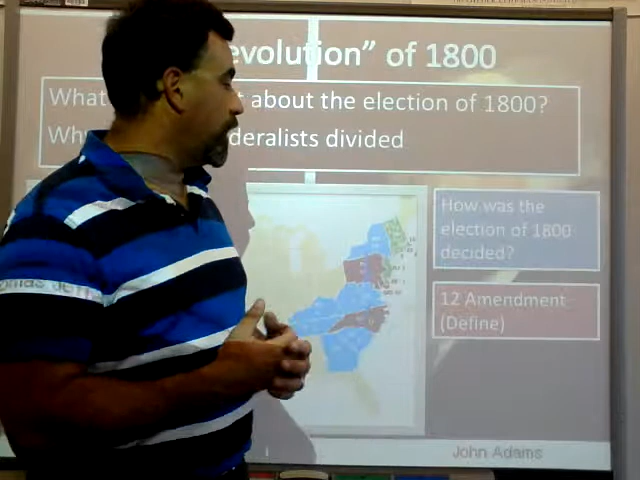 evolution” of 1800
What about the election of 1800?
Why deralists divided
How was the
election of 1800
decided?
12 Amendment
(Define)
John Adams